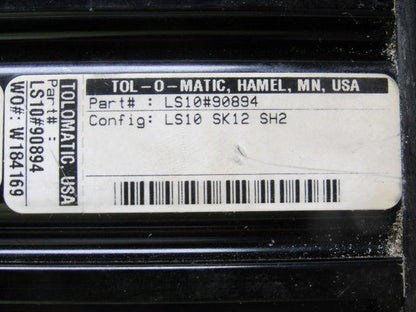 TOL-O-MATIC, HAMEL, MN, USA
Part# : LS10#90894
Config: LS10 SK12 SH2
TOLOMATIC USA
Part# :
LS10#90894
WO#: W184169